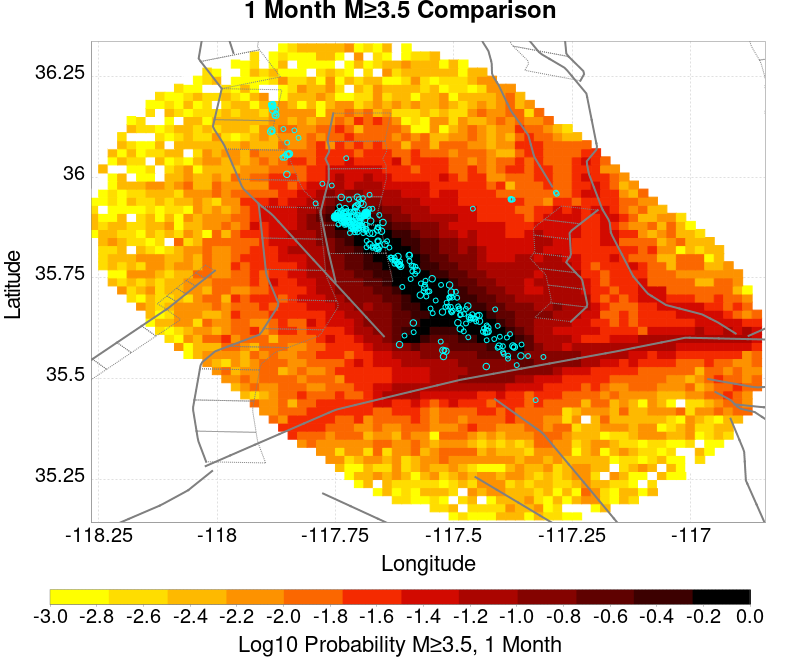 1 Month M≥3.5 Comparison
36.25
36
35.75
35.5
35.25
Latitude
-118.25 -118 -117.75 -117.5 -117.25 -117
Longitude
-3.0 -2.8 -2.6 -2.4 -2.2 -2.0 -1.8 -1.6 -1.4 -1.2 -1.0 -0.8 -0.6 -0.4 -0.2 0.0
Log10 Probability M≥3.5, 1 Month